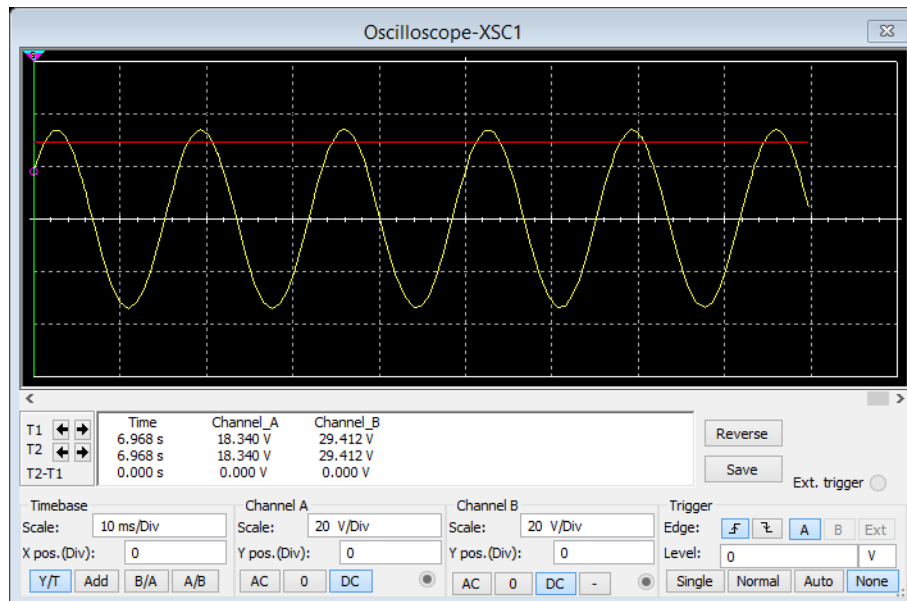 Oscilloscope-XSC1
T1
T2
T2-T1
Time Channel_A Channel_B
6.968 s 18.340 V 29.412 V
6.968 s 18.340 V 29.412 V
0.000 s 0.000 V 0.000 V
Reverse
Save
Ext. trigger
Timebase
Scale: 10 ms/Div
X pos.(Div): 0
Y/T Add B/A A/B
Channel A
Scale: 20 V/Div
Y pos.(Div): 0
AC 0 DC
Channel B
Scale: 20 V/Div
Y pos.(Div): 0
AC 0 DC -
Trigger
Edge: A B Ext
Level: 0 V
Single Normal Auto None